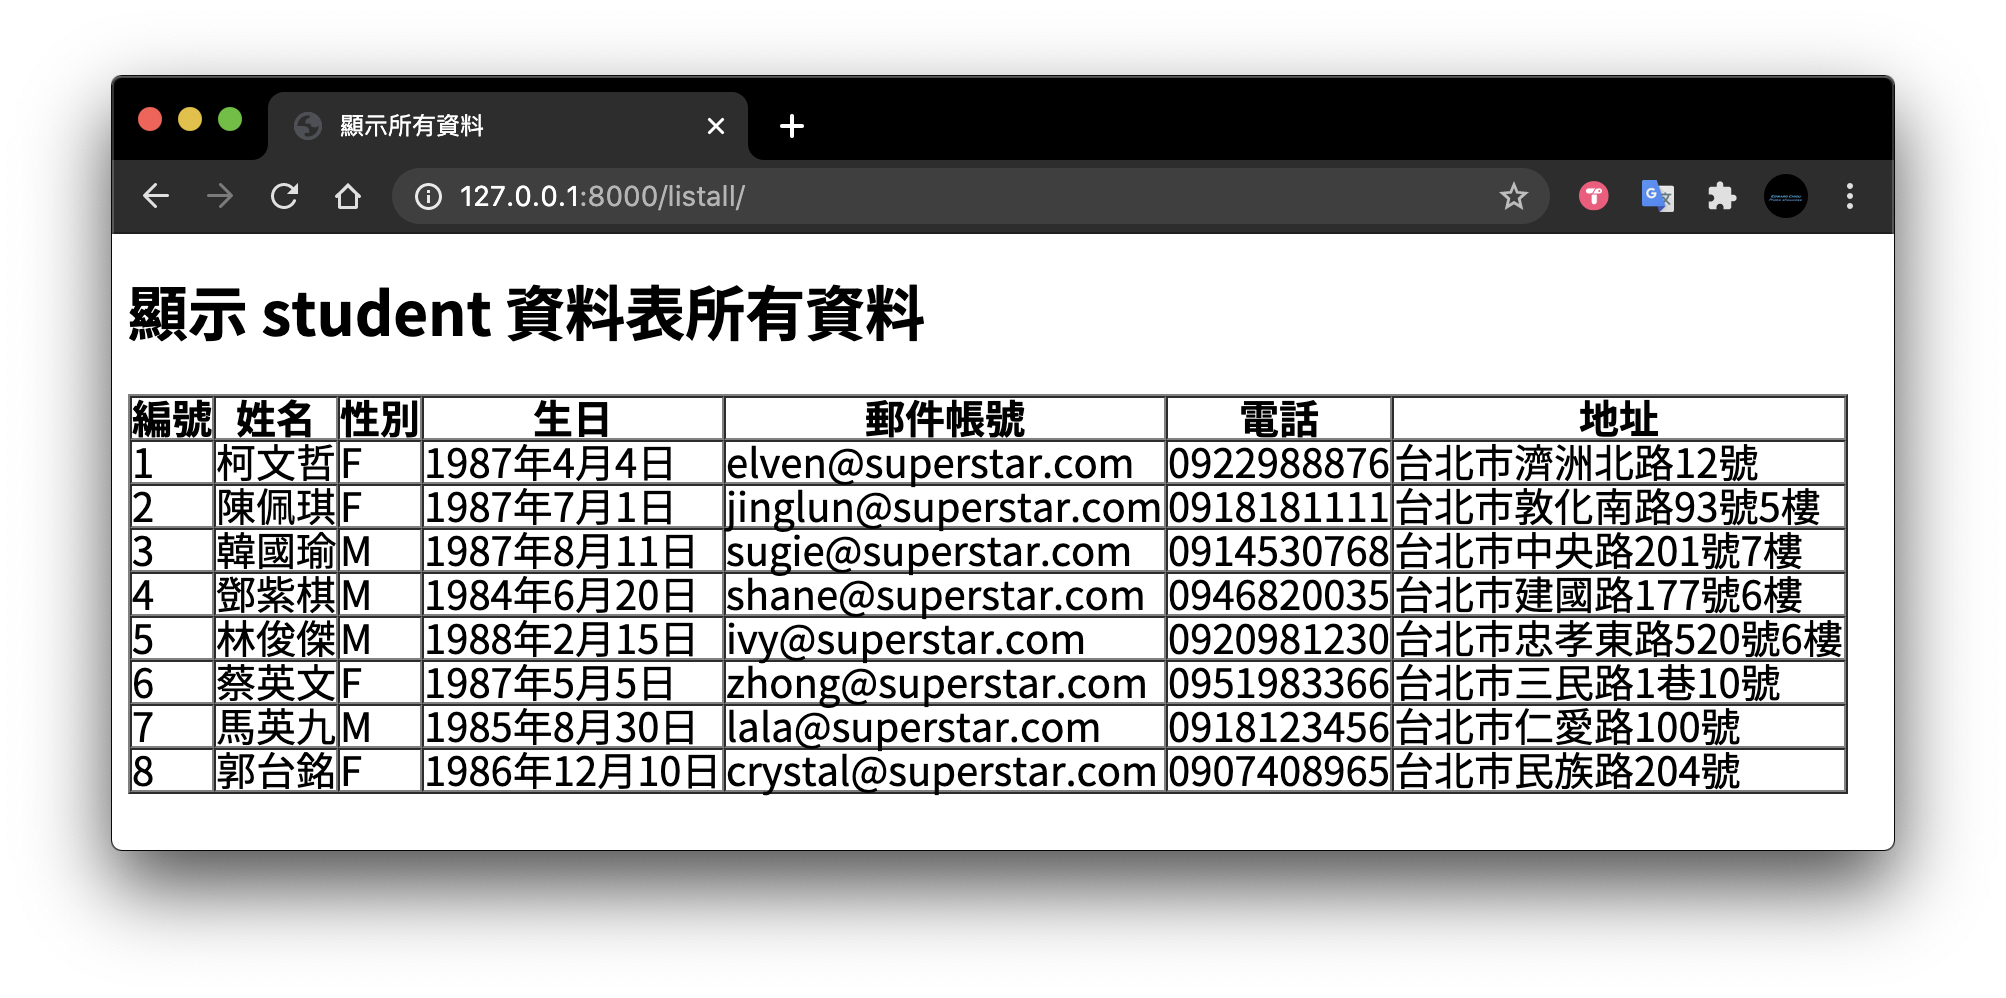 顯示所有資料
127.0.0.1:8000/listall/
顯示 student 資料表所有資料
編號 姓名 性別 生日 郵件帳號 電話 地址
1 柯文哲 F 1987年4月4日 elven@superstar.com 0922988876 台北市濟洲北路12號
2 陳佩琪 F 1987年7月1日 jinglun@superstar.com 0918181111 台北市敦化南路93號5樓
3 韓國瑜 M 1987年8月11日 sugie@superstar.com 0914530768 台北市中央路201號7樓
4 鄧紫棋 M 1984年6月20日 shane@superstar.com 0946820035 台北市建國路177號6樓
5 林俊傑 M 1988年2月15日 ivy@superstar.com 0920981230 台北市忠孝東路520號6樓
6 蔡英文 F 1987年5月5日 zhong@superstar.com 0951983366 台北市三民路1巷10號
7 馬英九 M 1985年8月30日 lala@superstar.com 0918123456 台北市仁愛路100號
8 郭台銘 F 1986年12月10日 crystal@superstar.com 0907408965 台北市民族路204號